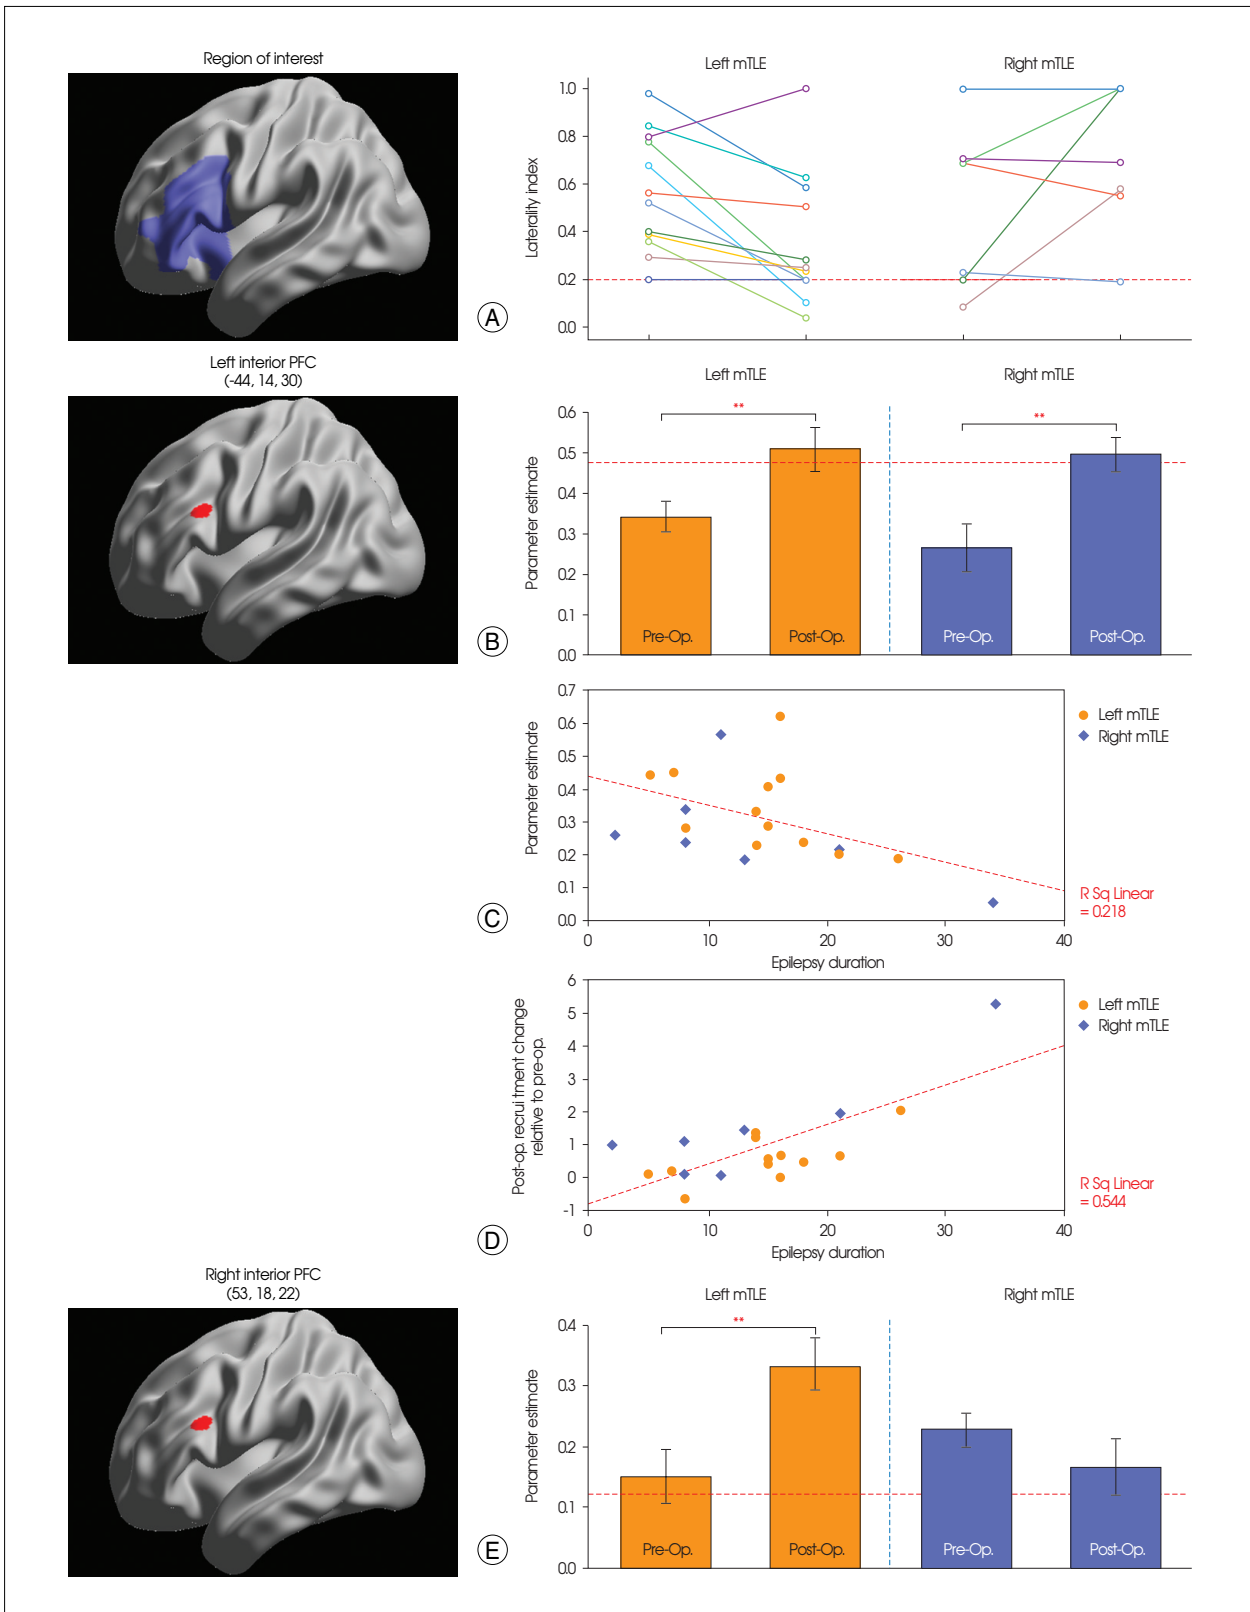 Region of interest
Left mTLE
Right mTLE
1.0
0.8
0.6
0.4
0.2
0.0
Laterality index
A
Left interior PFC
(-44, 14, 30)
Left mTLE
Right mTLE
**
**
0.6
0.5
0.4
0.3
0.2
0.1
0.0
Parameter estimate
Pre-Op.
Post-Op.
Pre-Op.
Post-Op.
B
0.7
0.6
0.5
0.4
0.3
0.2
0.1
0.0
Parameter estimate
Left mTLE
Right mTLE
R Sq Linear
= 0.218
0
10
20
30
40
Epilepsy duration
C
6
5
4
3
2
1
0
-1
Post-op. recruitment change
relative to pre-op.
Left mTLE
Right mTLE
R Sq Linear
= 0.544
0
10
20
30
40
Epilepsy duration
D
Right interior PFC
(53, 18, 22)
Left mTLE
Right mTLE
**
0.4
0.3
0.2
0.1
0.0
Parameter estimate
Pre-Op.
Post-Op.
Pre-Op.
Post-Op.
E